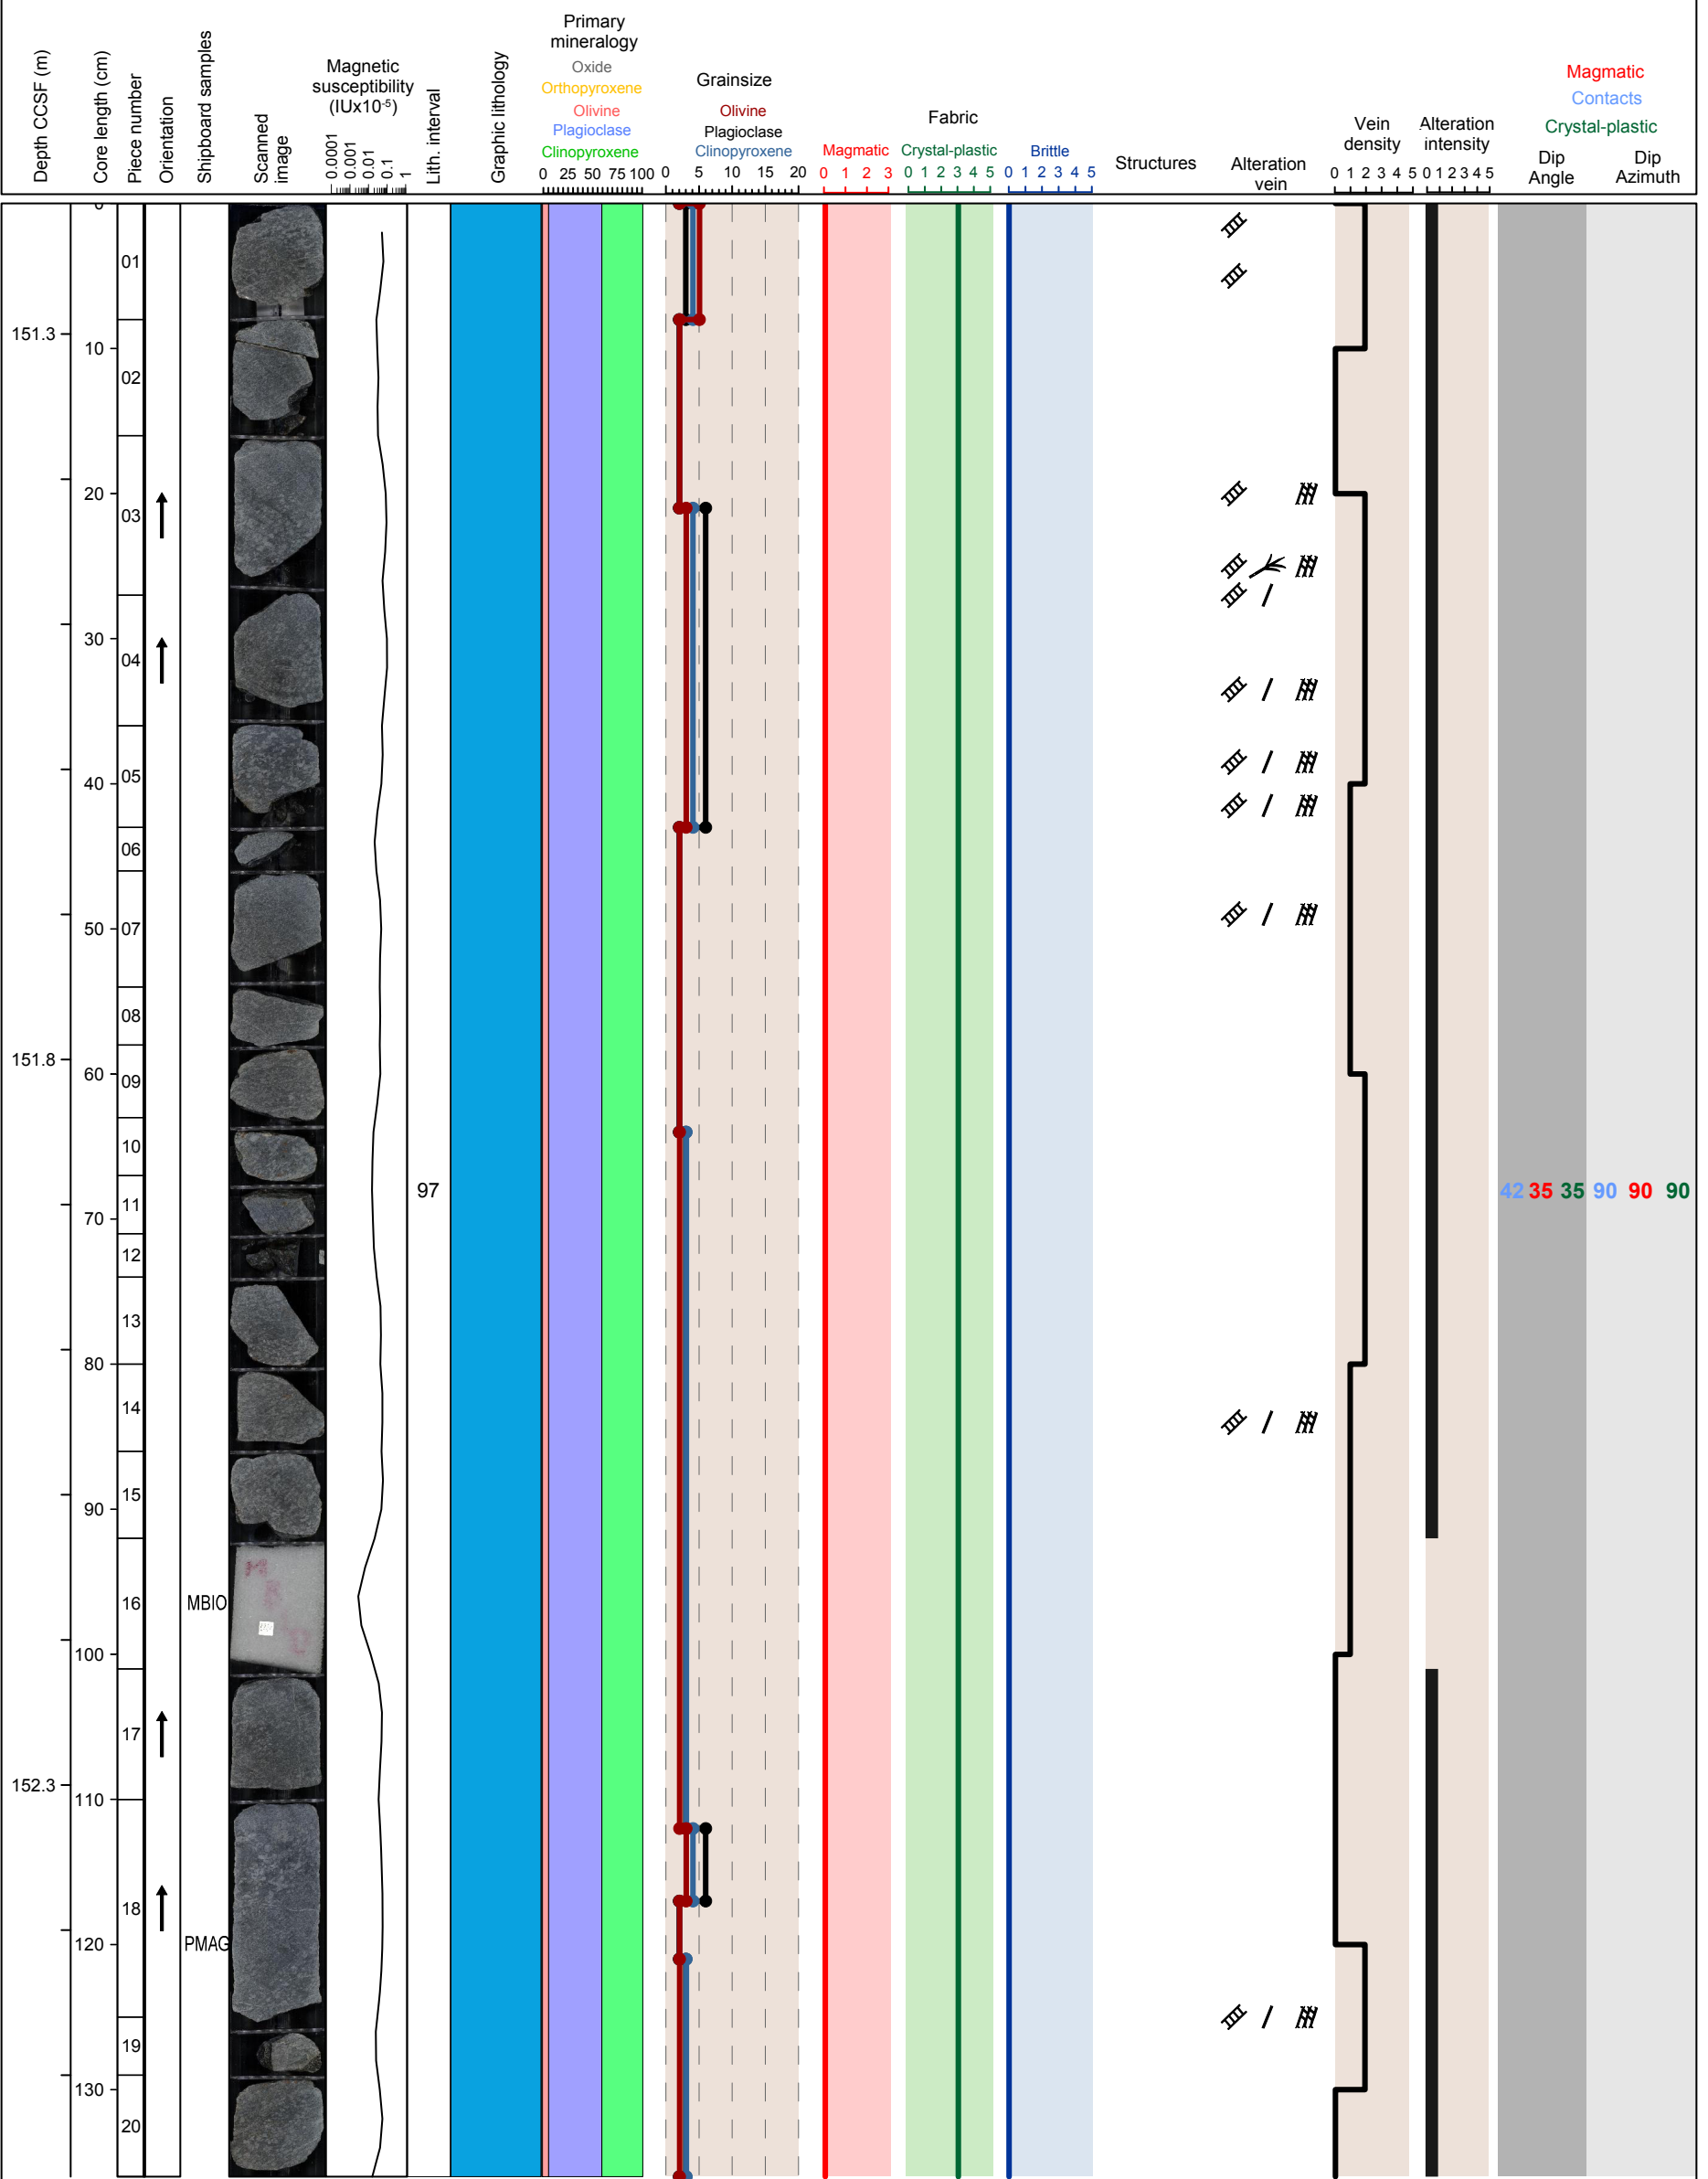 Depth CCSF (m)
Core length (cm)
Piece number
Orientation
Shipboard samples
Scanned image
Magnetic susceptibility (IUx10-5)
0.0001 0.001 0.01 0.1 1
Lith. interval
Graphic lithology
Primary mineralogy
Oxide
Orthopyroxene
Olivine
Plagioclase
Clinopyroxene
0 25 50 75 100
Grainsize
Olivine
Plagioclase
Clinopyroxene
0 5 10 15 20
Fabric
Magmatic
0 1 2 3
Crystal-plastic
0 1 2 3 4 5
Brittle
0 1 2 3 4 5
Structures
Alteration vein
Vein density
0 1 2 3 4 5
Alteration intensity
0 1 2 3 4 5
Magmatic
Contacts
Crystal-plastic
Dip Angle
Dip Azimuth
0
01
151.3
10
02
20
03
30
04
05
40
06
50
07
08
151.8
60
09
10
97
42 35 35 90 90 90
11
70
12
13
80
14
15
90
16
MBIO
100
17
152.3
110
18
PMAG
120
19
130
20